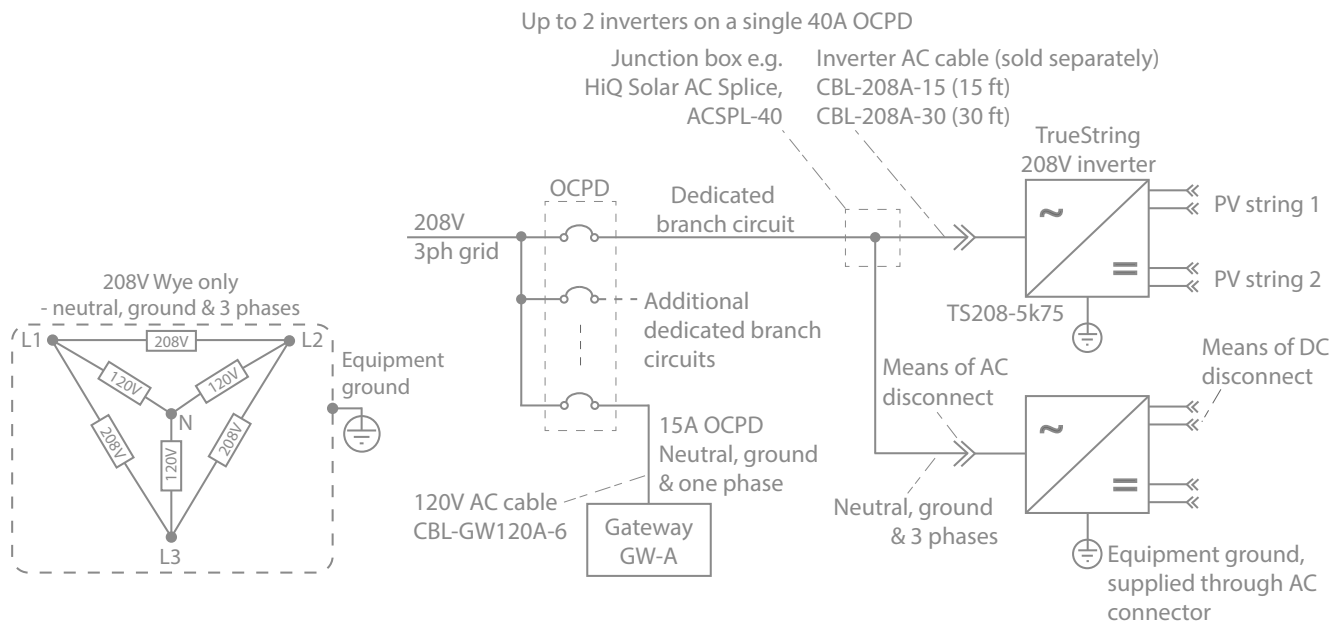 Up to 2 inverters on a single 40A OCPD
Junction box e.g.
HiQ Solar AC Splice,
ACSPL-40
Inverter AC cable (sold separately)
CBL-208A-15 (15 ft)
CBL-208A-30 (30 ft)
TrueString
208V inverter
OCPD
Dedicated
branch circuit
208V
3ph grid
PV string 1
PV string 2
TS208-5k75
Additional
dedicated branch
circuits
208V Wye only
- neutral, ground & 3 phases
L1
208V
L2
120V
120V
N
208V
120V
208V
L3
Equipment
ground
Means of AC
disconnect
Means of DC
disconnect
15A OCPD
Neutral, ground
& one phase
120V AC cable
CBL-GW120A-6
Gateway
GW-A
Neutral, ground
& 3 phases
Equipment ground,
supplied through AC
connector